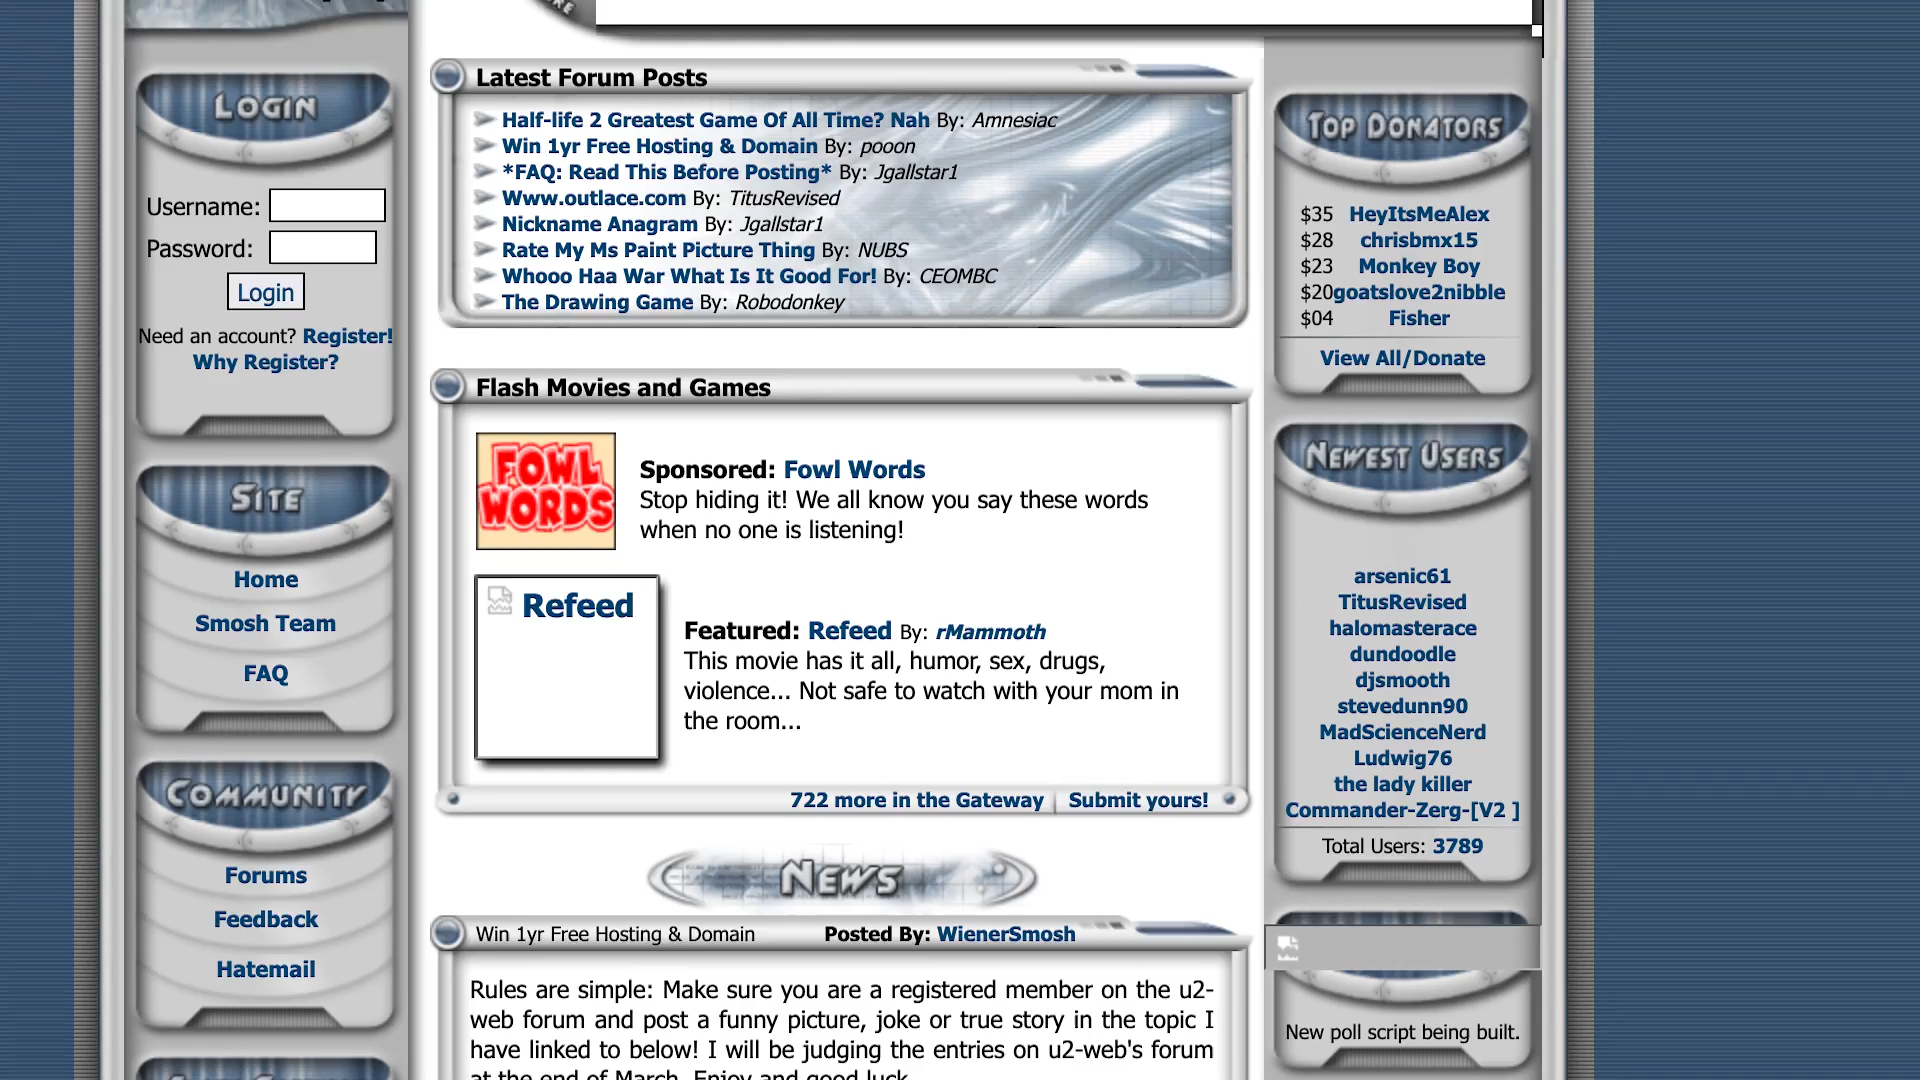 LOGIN
Username:
Password:
Login
Need an account? Register!
Why Register?
SITE
Home
Smosh Team
FAQ
COMMUNITY
Forums
Feedback
Hatemail
Latest Forum Posts
Half-life 2 Greatest Game Of All Time? Nah By: Amnesiac
Win 1yr Free Hosting & Domain By: pooon
*FAQ: Read This Before Posting* By: Jgallstar1
Www.outlace.com By: TitusRevised
Nickname Anagram By: Jgallstar1
Rate My Ms Paint Picture Thing By: NUBS
Whooo Haa War What Is It Good For! By: CEOMBC
The Drawing Game By: Robodonkey
Flash Movies and Games
FOWL
WORDS
Sponsored: Fowl Words
Stop hiding it! We all know you say these words
when no one is listening!
Refeed
Featured: Refeed By: rMammoth
This movie has it all, humor, sex, drugs,
violence... Not safe to watch with your mom in
the room...
722 more in the Gateway | Submit yours!
NEWS
Win 1yr Free Hosting & Domain Posted By: WienerSmosh
Rules are simple: Make sure you are a registered member on the u2-
web forum and post a funny picture, joke or true story in the topic I
have linked to below! I will be judging the entries on u2-web's forum
at the end of March. Enjoy and good luck
TOP DONATORS
$35 HeyItsMeAlex
$28 chrisbmx15
$23 Monkey Boy
$20 goatslove2nibble
$04 Fisher
View All/Donate
NEWEST USERS
arsenic61
TitusRevised
halomasterace
dundoodle
djsmooth
stevedunn90
MadScienceNerd
Ludwig76
the lady killer
Commander-Zerg-[V2 ]
Total Users: 3789
New poll script being built.